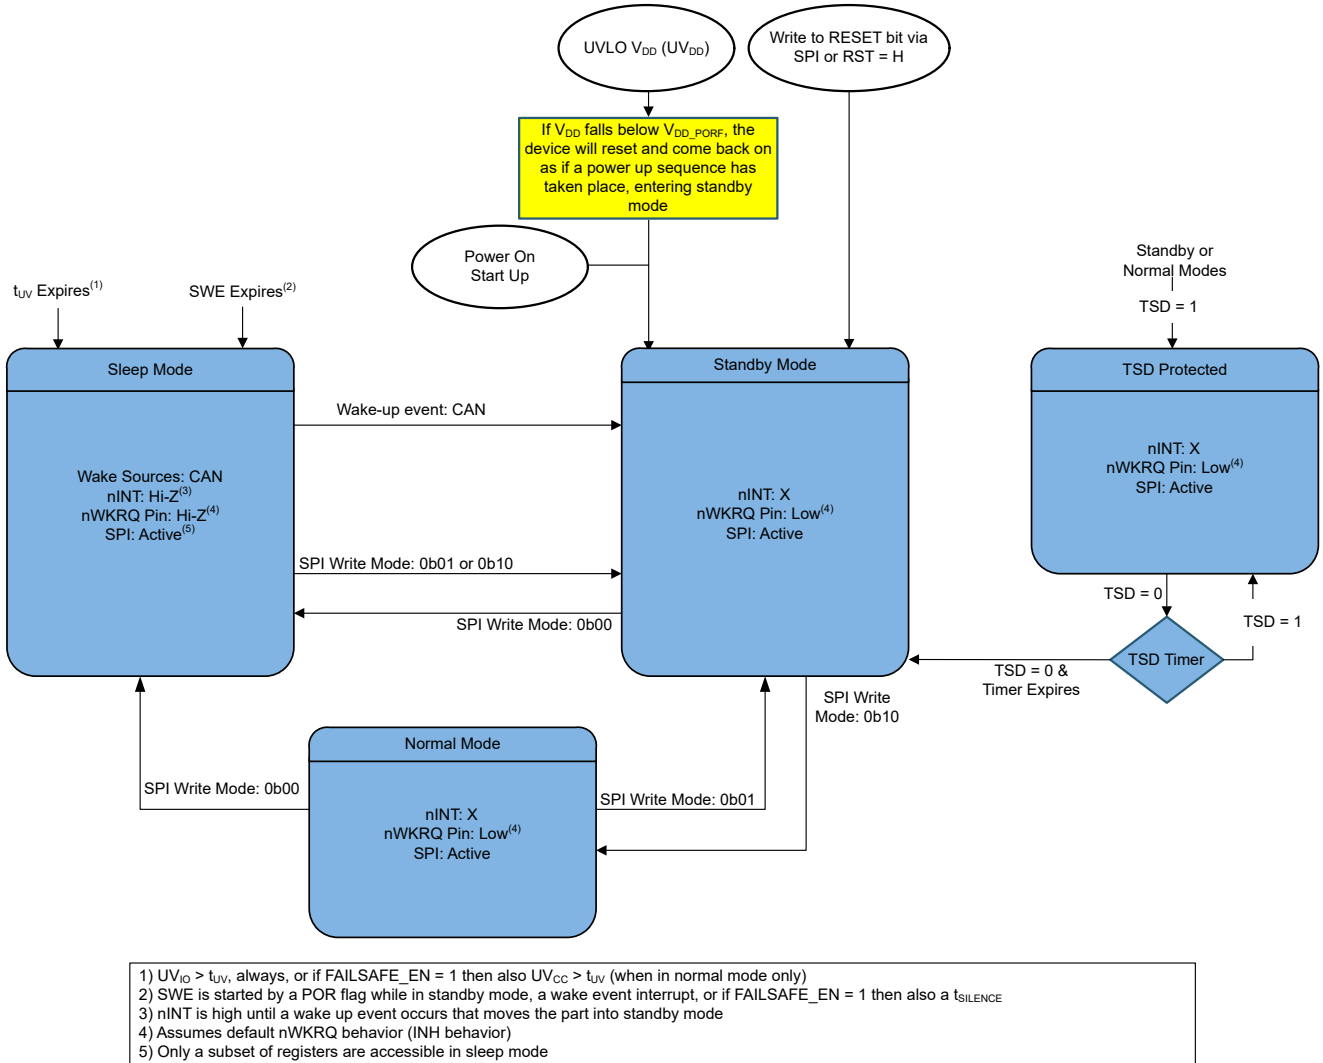 UVLO V_DD (UV_DD)
Write to RESET bit via
SPI or RST = H
If V_DD falls below V_DD_PORF, the
device will reset and come back on
as if a power up sequence has
taken place, entering standby
mode
Power On
Start Up
Standby or
Normal Modes
TSD = 1
t_UV Expires(1)
SWE Expires(2)
Sleep Mode
Wake Sources: CAN
nINT: Hi-Z(3)
nWKRQ Pin: Hi-Z(4)
SPI: Active(5)
Wake-up event: CAN
SPI Write Mode: 0b01 or 0b10
SPI Write Mode: 0b00
Standby Mode
nINT: X
nWKRQ Pin: Low(4)
SPI: Active
TSD Protected
nINT: X
nWKRQ Pin: Low(4)
SPI: Active
TSD = 0
TSD = 1
TSD Timer
TSD = 0 &
Timer Expires
SPI Write
Mode: 0b10
Normal Mode
nINT: X
nWKRQ Pin: Low(4)
SPI: Active
SPI Write Mode: 0b00
SPI Write Mode: 0b01
1) UV_IO > t_UV, always, or if FAILSAFE_EN = 1 then also UV_CC > t_UV (when in normal mode only)
2) SWE is started by a POR flag while in standby mode, a wake event interrupt, or if FAILSAFE_EN = 1 then also a t_SILENCE
3) nINT is high until a wake up event occurs that moves the part into standby mode
4) Assumes default nWKRQ behavior (INH behavior)
5) Only a subset of registers are accessible in sleep mode